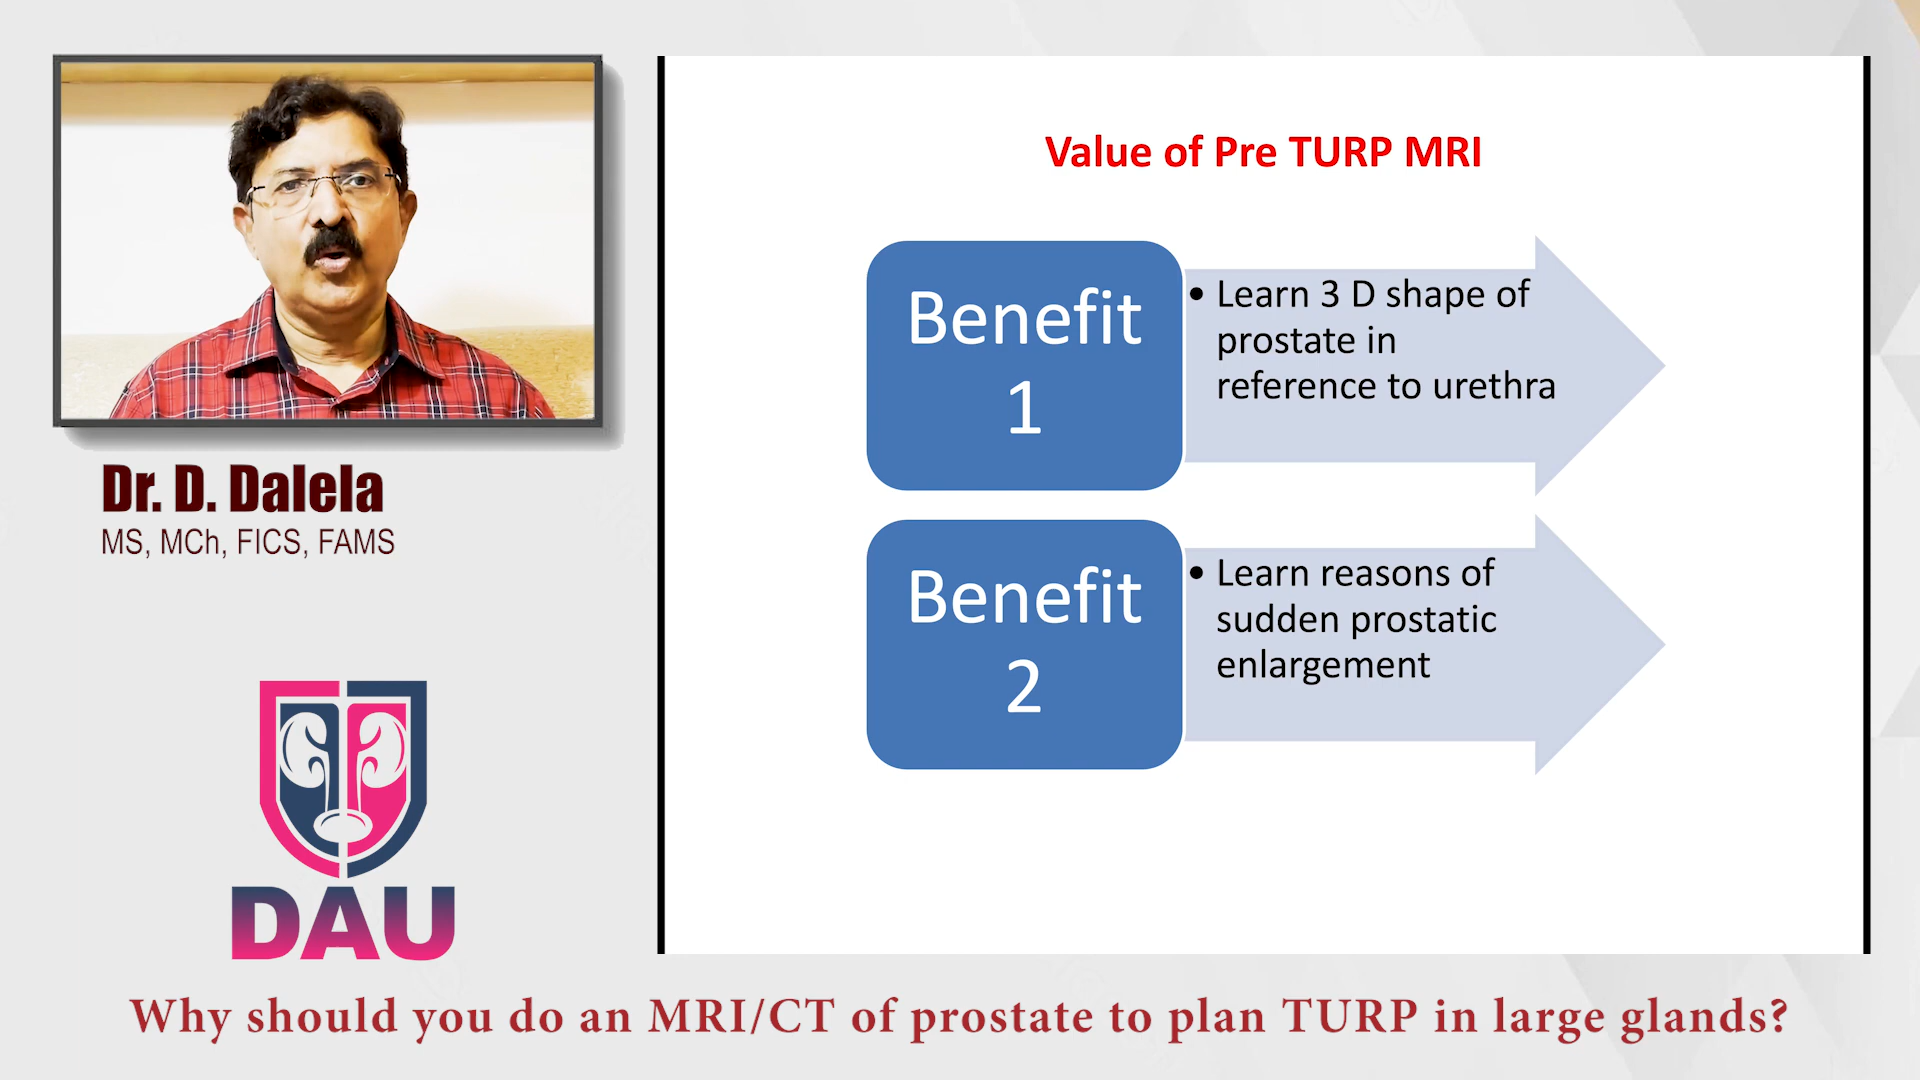 Dr. D. Dalela
MS, MCh, FICS, FAMS
DAU
Value of Pre TURP MRI
Benefit
1
• Learn 3 D shape of
prostate in
reference to urethra
Benefit
2
• Learn reasons of
sudden prostatic
enlargement
Why should you do an MRI/CT of prostate to plan TURP in large glands?